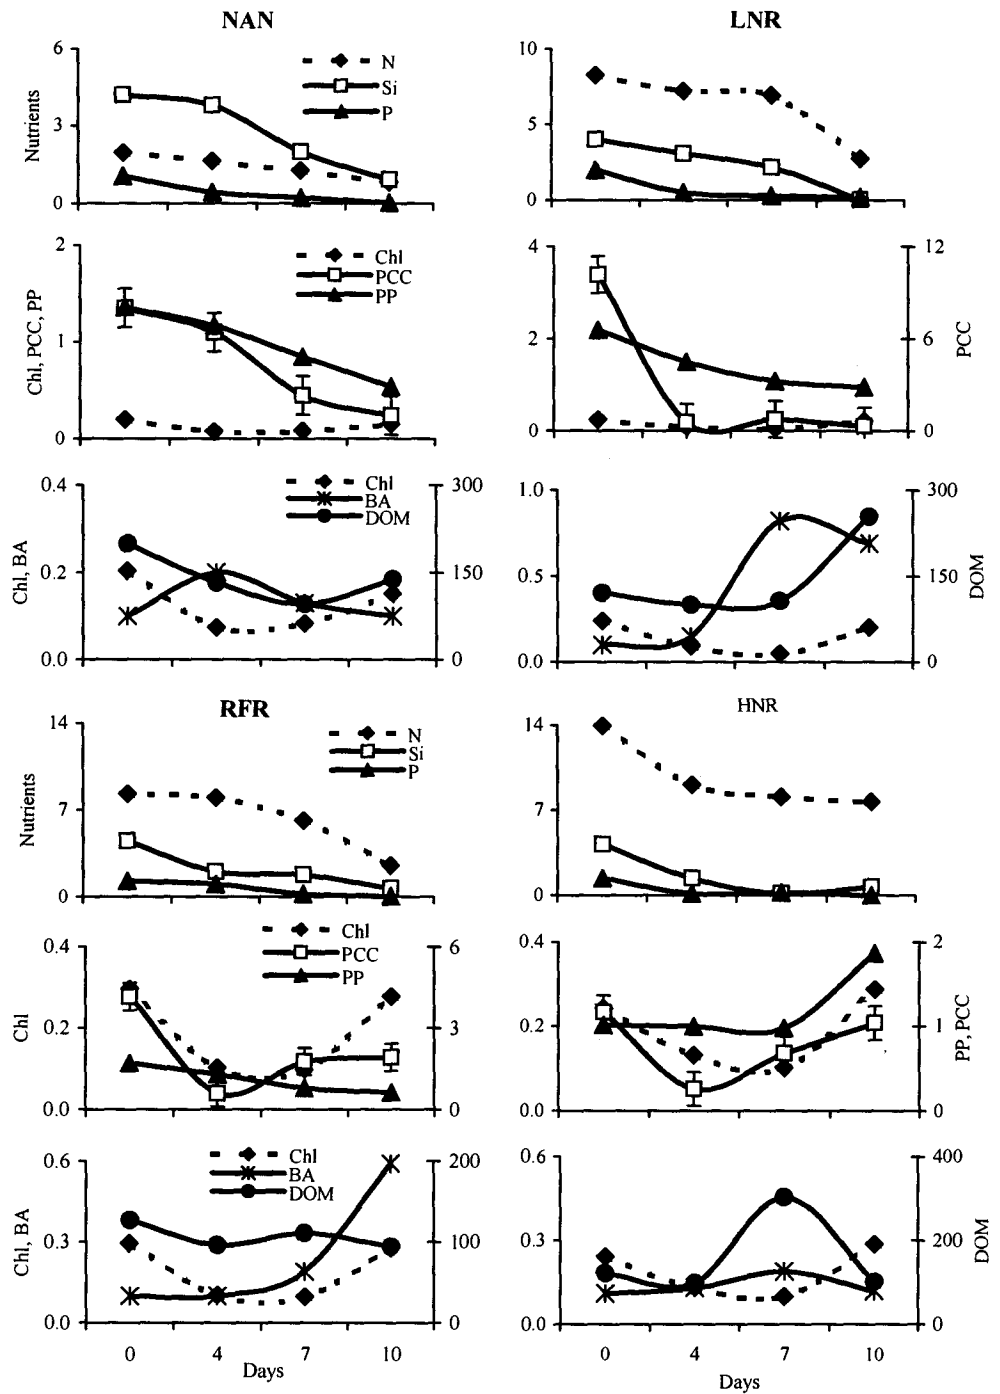 NAN
LNR
6
3
0
Nutrients
N
Si
P
10
5
0
2
1
0
Chl, PCC, PP
Chl
PCC
PP
4
2
0
12
6
0
PCC
0.4
0.2
0.0
Chl, BA
Chl
BA
DOM
300
150
0
1.0
0.5
0.0
300
150
0
DOM
RFR
HNR
14
7
0
Nutrients
N
Si
P
14
7
0
0.4
0.2
0.0
Chl
Chl
PCC
PP
6
3
0
0.4
0.2
0.0
2
1
0
PP, PCC
0.6
0.3
0.0
Chl, BA
Chl
BA
DOM
200
100
0
0.6
0.3
0.0
400
200
0
DOM
0 4 7 10
Days
0 4 7 10
Days